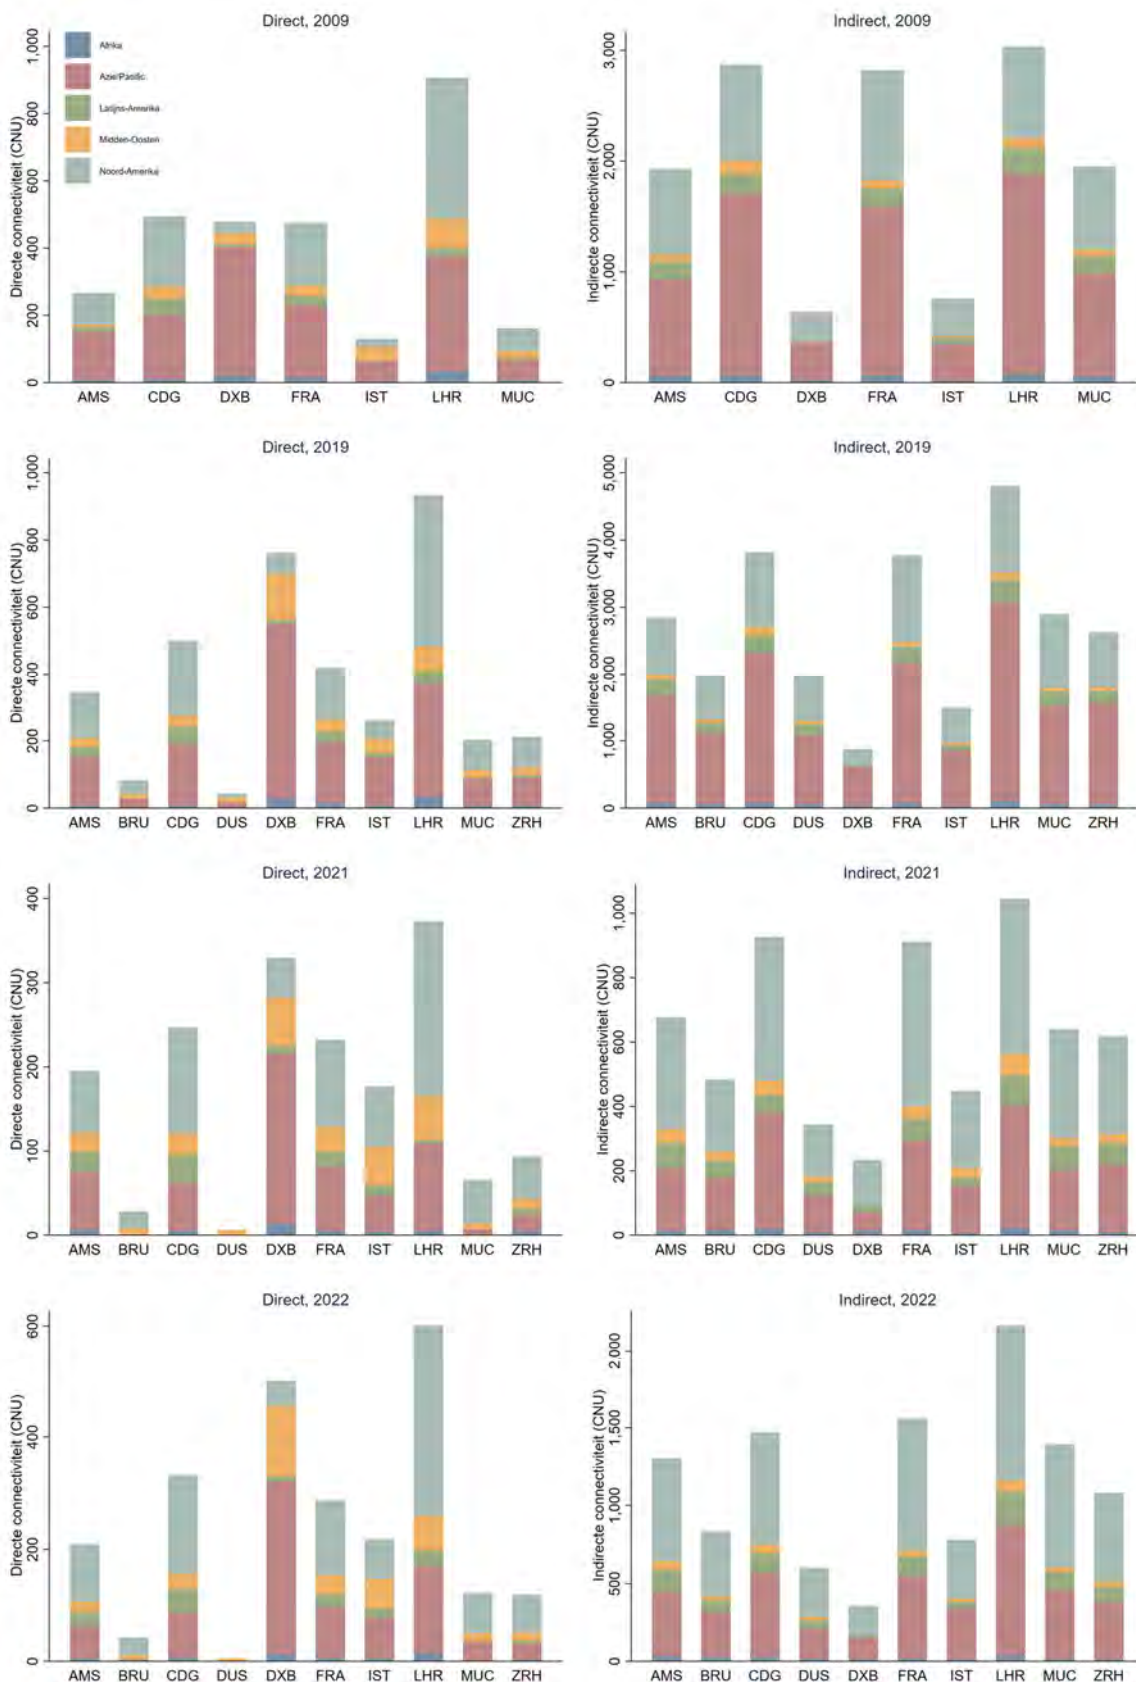 Direct, 2009
Directe connectiviteit (CNU)
1,000
800
600
400
200
0
Afrika
Azie/Pasific
Latijns-Amerika
Midden-Oosten
Noord-Amerika
AMS CDG DXB FRA IST LHR MUC
Indirect, 2009
Indirecte connectiviteit (CNU)
3,000
2,000
1,000
0
AMS CDG DXB FRA IST LHR MUC
Direct, 2019
Directe connectiviteit (CNU)
1,000
800
600
400
200
0
AMS BRU CDG DUS DXB FRA IST LHR MUC ZRH
Indirect, 2019
Indirecte connectiviteit (CNU)
5,000
4,000
3,000
2,000
1,000
0
AMS BRU CDG DUS DXB FRA IST LHR MUC ZRH
Direct, 2021
Directe connectiviteit (CNU)
400
300
200
100
0
AMS BRU CDG DUS DXB FRA IST LHR MUC ZRH
Indirect, 2021
Indirecte connectiviteit (CNU)
1,000
800
600
400
200
0
AMS BRU CDG DUS DXB FRA IST LHR MUC ZRH
Direct, 2022
Directe connectiviteit (CNU)
600
400
200
0
AMS BRU CDG DUS DXB FRA IST LHR MUC ZRH
Indirect, 2022
Indirecte connectiviteit (CNU)
2,000
1,500
1,000
500
0
AMS BRU CDG DUS DXB FRA IST LHR MUC ZRH